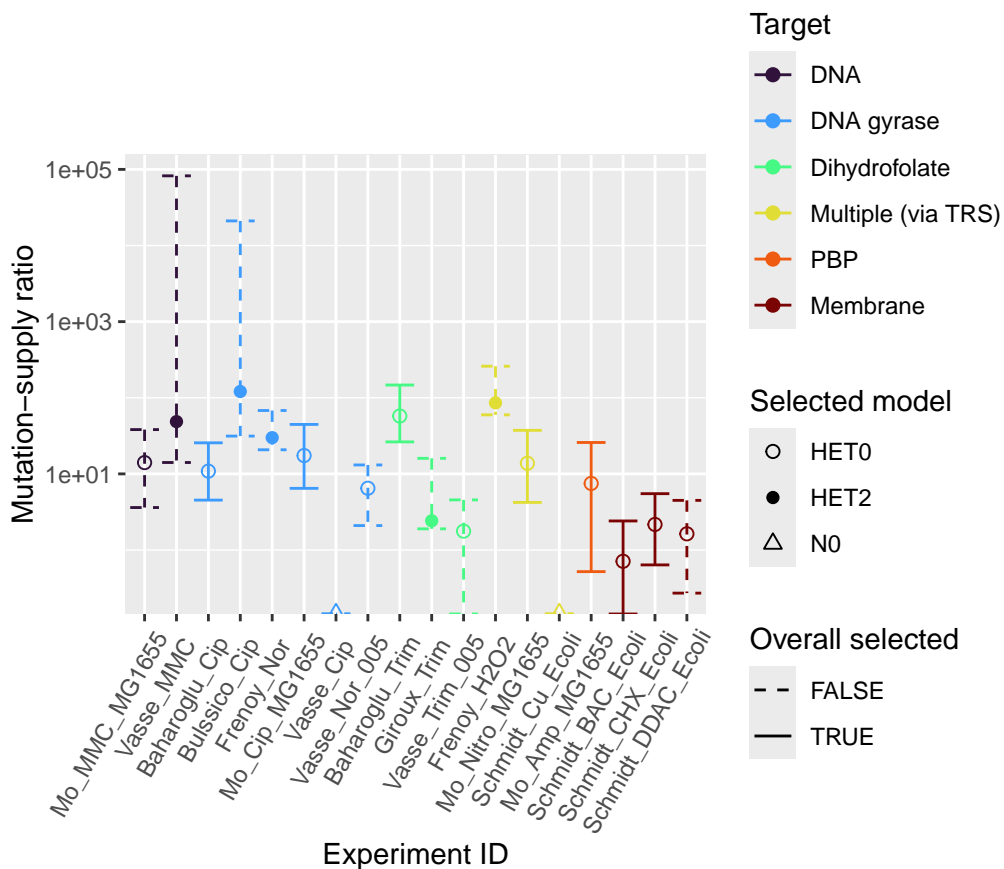 Target
DNA
DNA gyrase
Dihydrofolate
Multiple (via TRS)
PBP
Membrane
Selected model
HET0
HET2
N0
Overall selected
FALSE
TRUE
Mutation−supply ratio
1e+05
1e+03
1e+01
Mo_MMC_MG1655
Vasse_MMC
Baharoglu_Cip
Bulssico_Cip
Frenoy_Nor
Mo_Cip_MG1655
Vasse_Cip
Vasse_Nor_005
Baharoglu_Trim
Giroux_Trim
Vasse_Trim_005
Frenoy_H2O2
Mo_Nitro_MG1655
Schmidt_Cu_Ecoli
Mo_Amp_MG1655
Schmidt_BAC_Ecoli
Schmidt_CHX_Ecoli
Schmidt_DDAC_Ecoli
Experiment ID